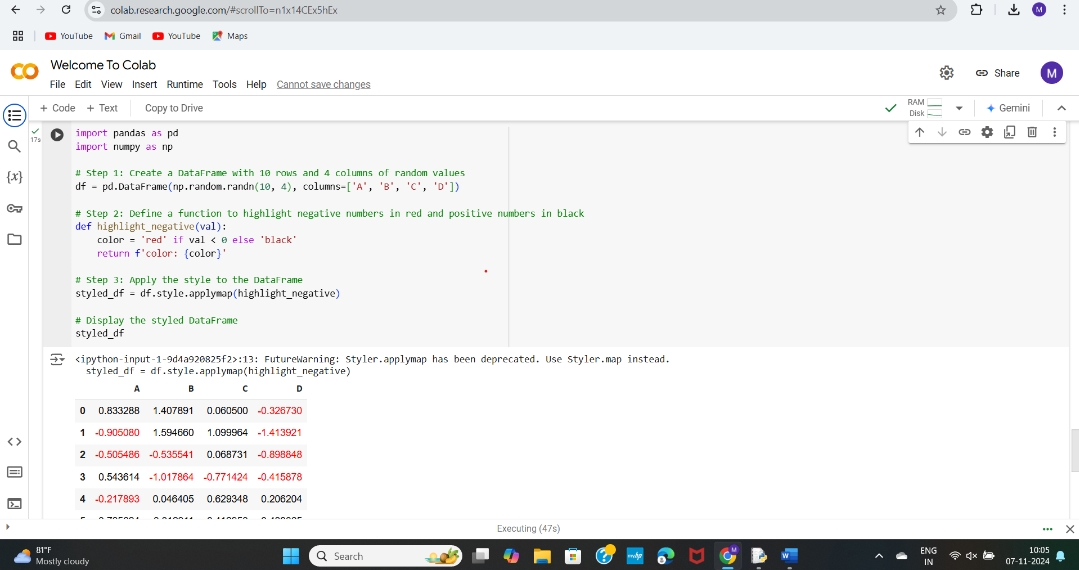 colab.research.google.com/#scrollTo=n1x14CEx5hEx
M
YouTube
Gmail
YouTube
Maps
Welcome To Colab
File Edit View Insert Runtime Tools Help Cannot save changes
Share
M
+ Code + Text Copy to Drive
RAM
Disk
Gemini
17s
import pandas as pd
import numpy as np
# Step 1: Create a DataFrame with 10 rows and 4 columns of random values
df = pd.DataFrame(np.random.randn(10, 4), columns=['A', 'B', 'C', 'D'])
# Step 2: Define a function to highlight negative numbers in red and positive numbers in black
def highlight_negative(val):
color = 'red' if val < 0 else 'black'
return f'color: {color}'
# Step 3: Apply the style to the DataFrame
styled_df = df.style.applymap(highlight_negative)
# Display the styled DataFrame
styled_df
<ipython-input-1-9d4a920825f2>:13: FutureWarning: Styler.applymap has been deprecated. Use Styler.map instead.
styled_df = df.style.applymap(highlight_negative)
A B C D
0 0.833288 1.407891 0.060500 -0.326730
1 -0.905080 1.594660 1.099964 -1.413921
2 -0.505486 -0.535541 0.068731 -0.898848
3 0.543614 -1.017864 -0.771424 -0.415878
4 -0.217893 0.046405 0.629348 0.206204
Executing (47s)
81°F
Mostly cloudy
Search
ENG
IN
10:05
07-11-2024